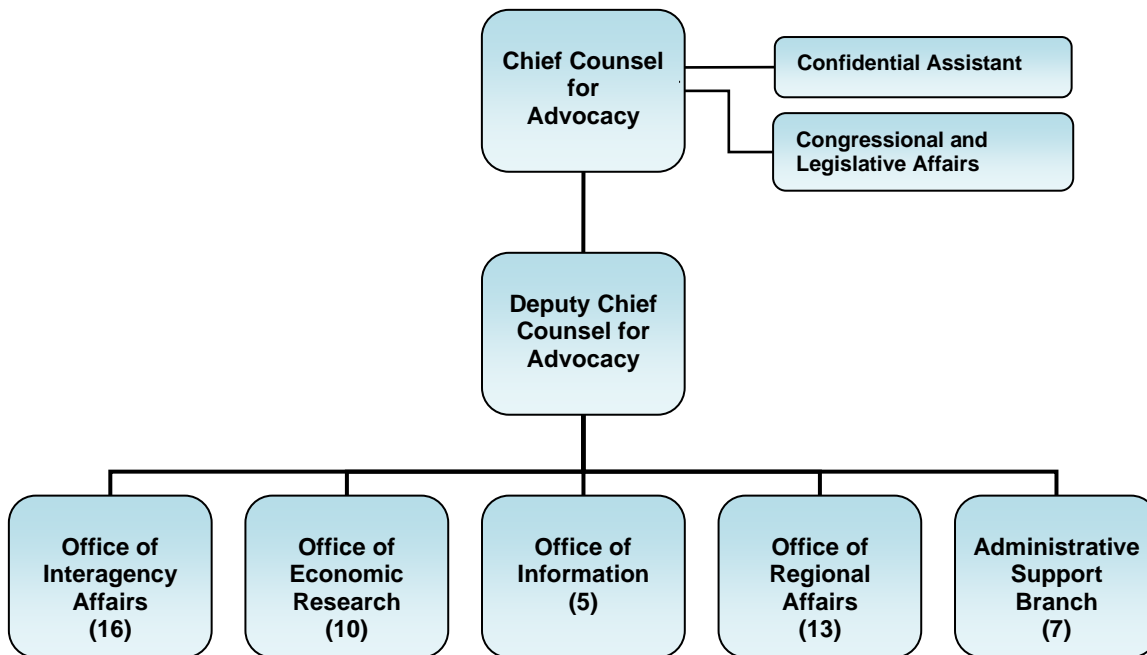 Chief Counsel
for
Advocacy
Confidential Assistant
Congressional and
Legislative Affairs
Deputy Chief
Counsel for
Advocacy
Office of
Interagency
Affairs
(16)
Office of
Economic
Research
(10)
Office of
Information
(5)
Office of
Regional
Affairs
(13)
Administrative
Support
Branch
(7)